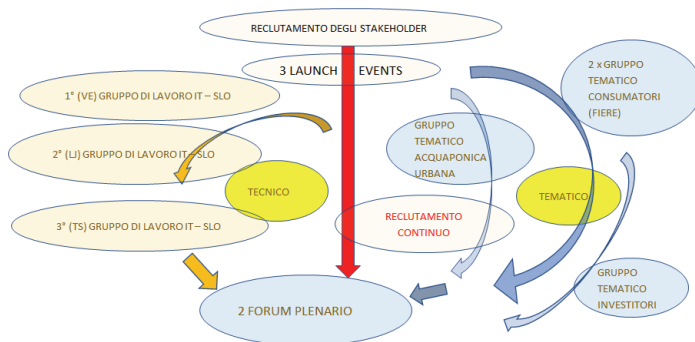 RECLUTAMENTO DEGLI STAKEHOLDER
3 LAUNCH EVENTS
1° (VE) GRUPPO DI LAVORO IT – SLO
2° (LJ) GRUPPO DI LAVORO IT – SLO
TECNICO
3° (TS) GRUPPO DI LAVORO IT – SLO
GRUPPO
TEMATICO
ACQUAPONICA
URBANA
2 x GRUPPO
TEMATICO
CONSUMATORI
(FIERE)
TEMATICO
RECLUTAMENTO
CONTINUO
GRUPPO
TEMATICO
INVESTITORI
2 FORUM PLENARIO